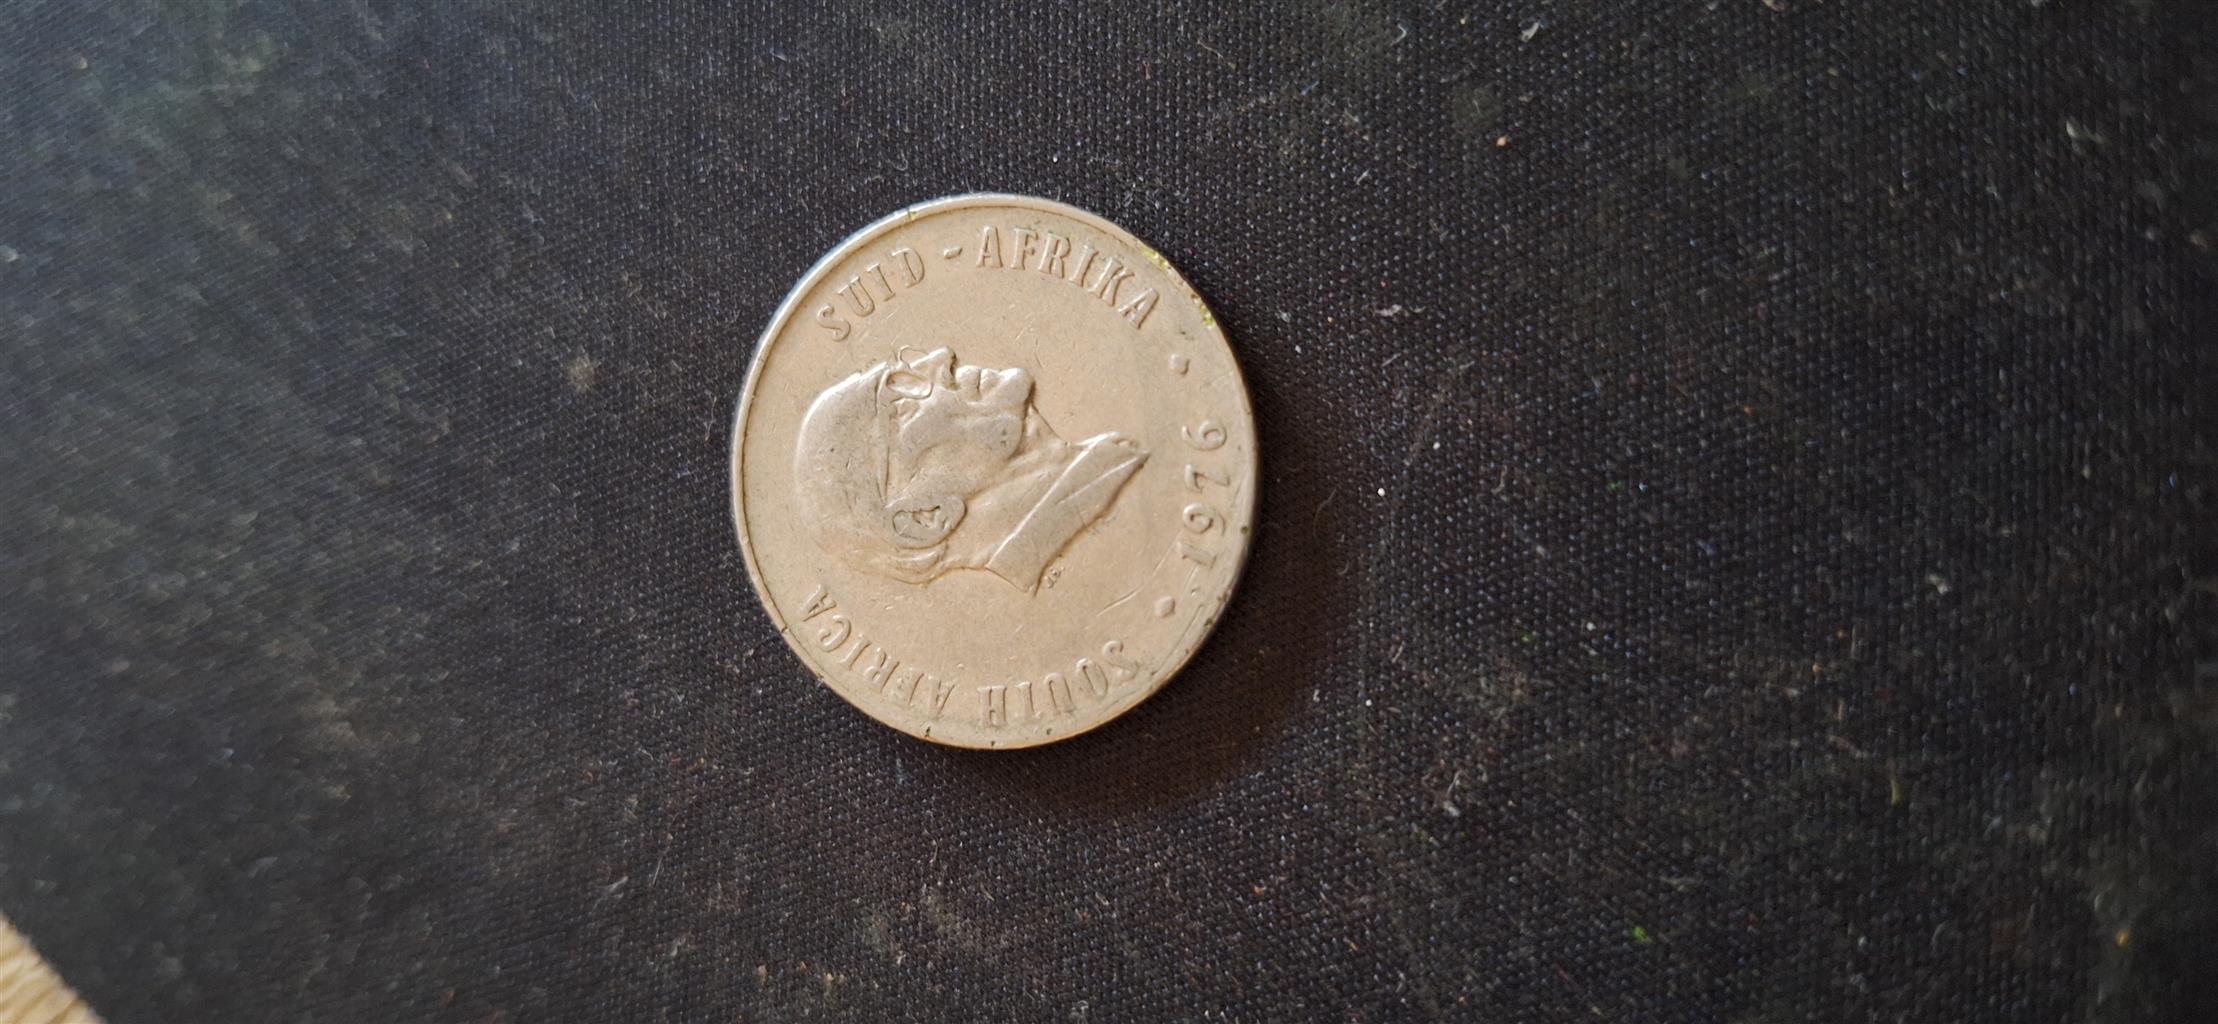 SUID - AFRIKA
• 1976 •
SOUTH AFRICA